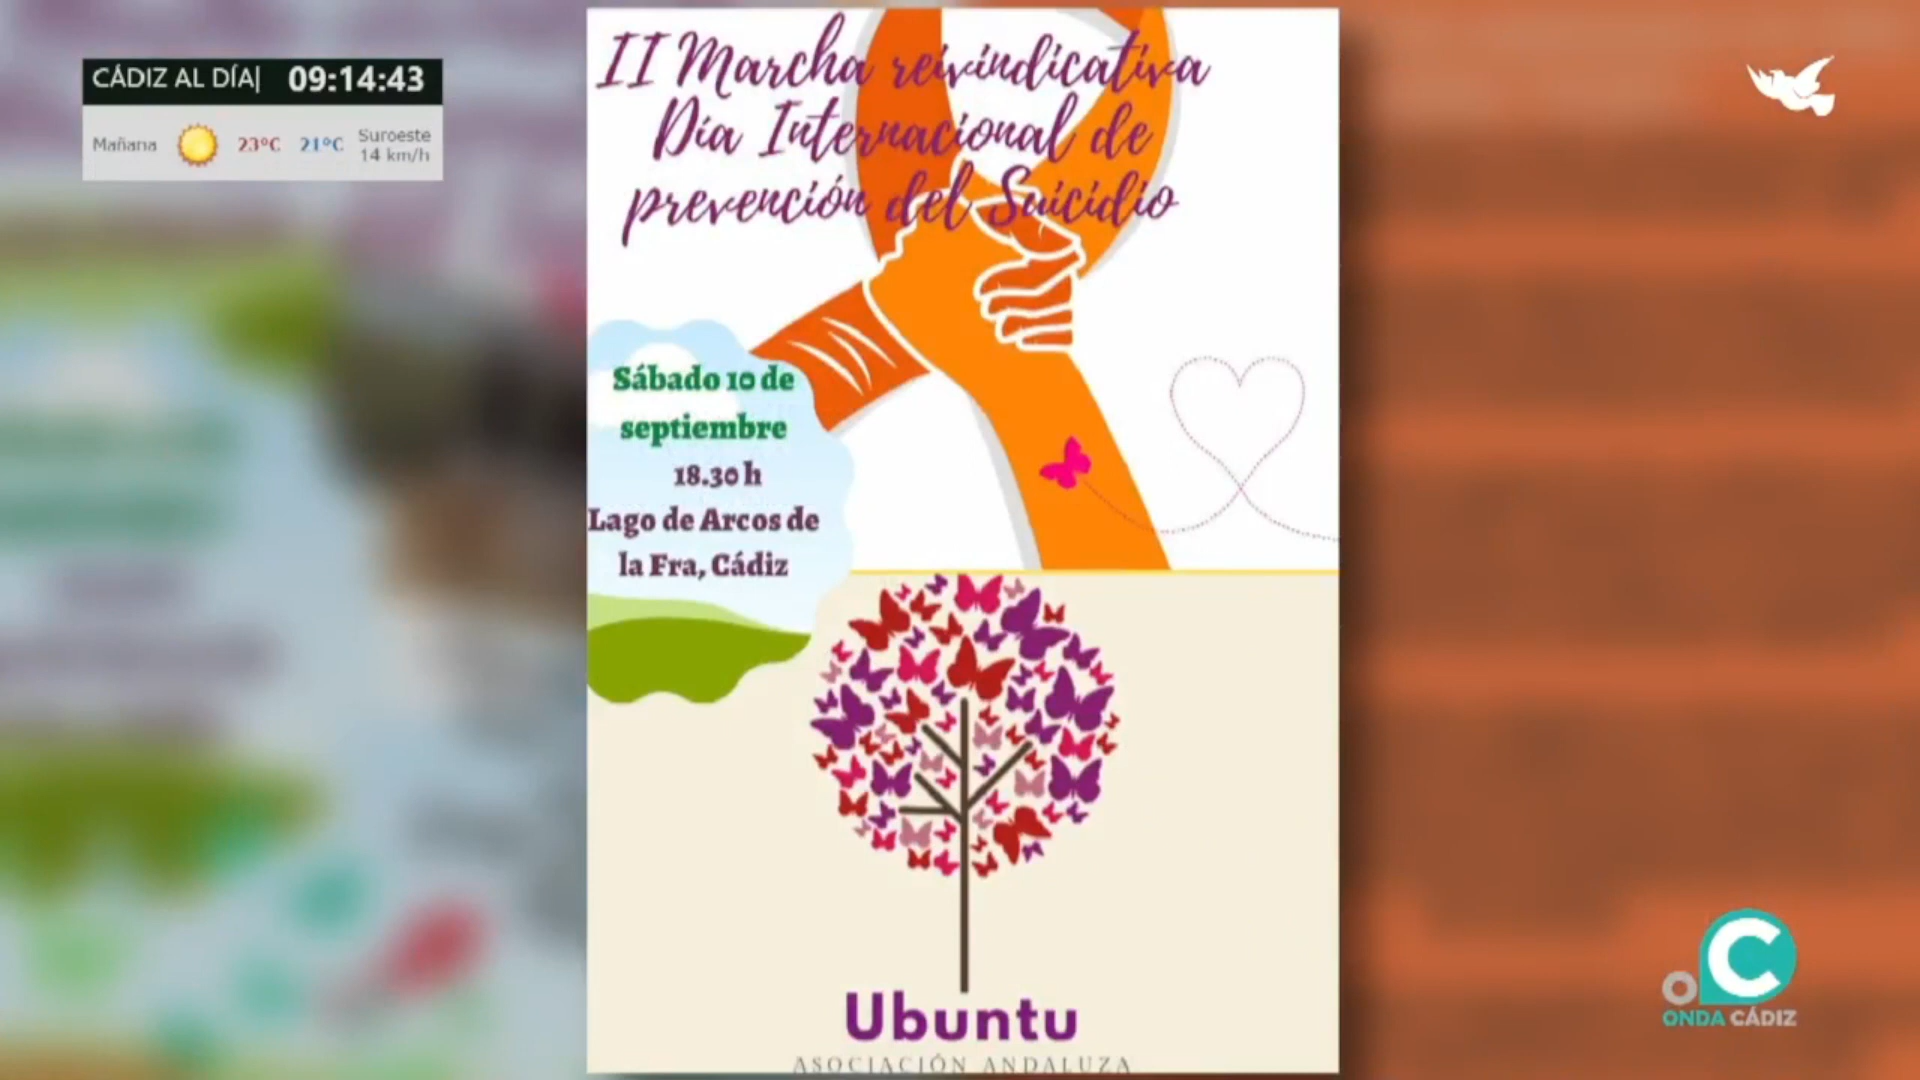 CÁDIZ AL DÍA| 09:14:43
Mañana 23ºC 21ºC Suroeste 14 km/h
II Marcha reivindicativa
Día Internacional de
prevención del Suicidio
Sábado 10 de
septiembre
18.30 h
Lago de Arcos de
la Fra, Cádiz
Ubuntu
ASOCIACIÓN ANDALUZA
OC
ONDA CÁDIZ